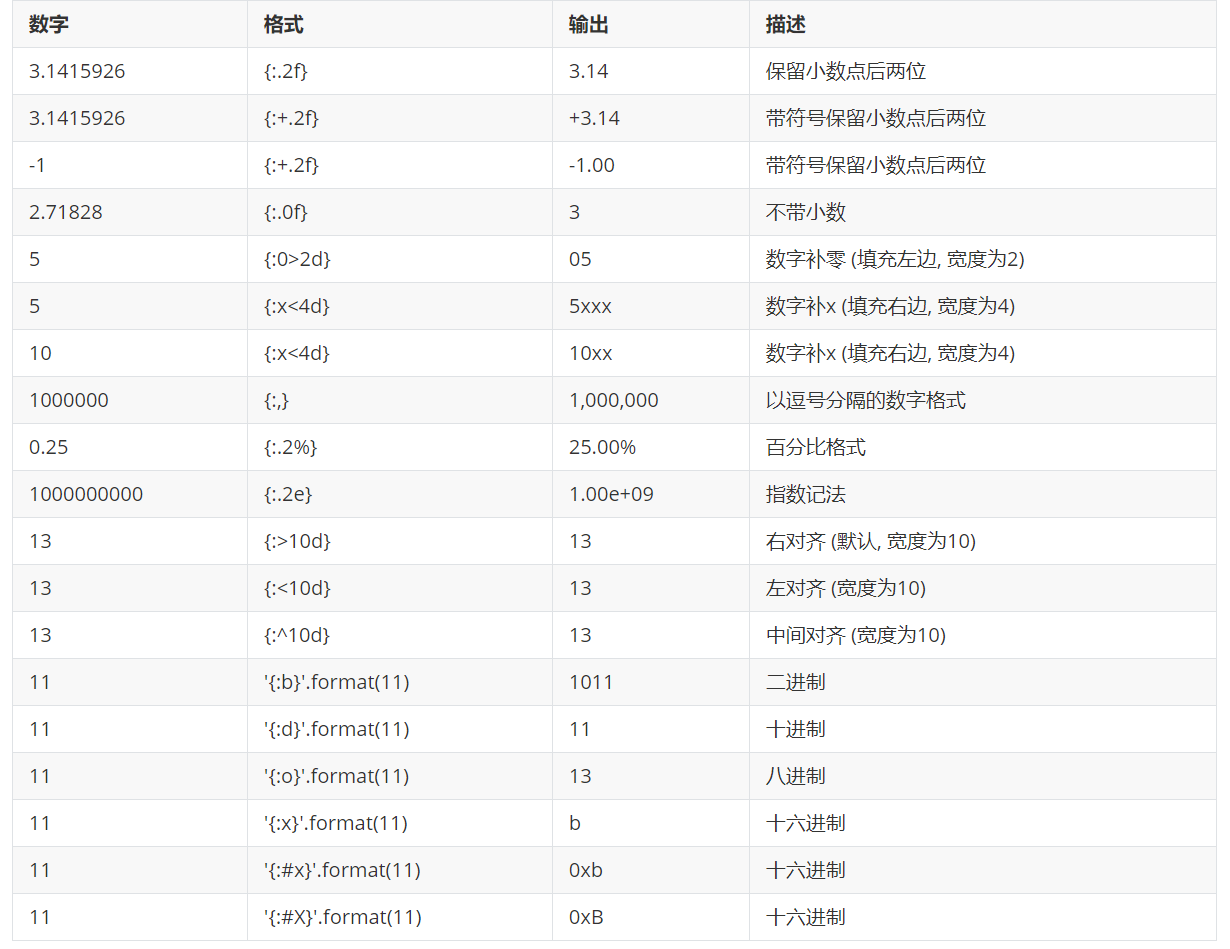 数字 格式 输出 描述
3.1415926 {:.2f} 3.14 保留小数点后两位
3.1415926 {:+.2f} +3.14 带符号保留小数点后两位
-1 {:+.2f} -1.00 带符号保留小数点后两位
2.71828 {:.0f} 3 不带小数
5 {:0>2d} 05 数字补零 (填充左边, 宽度为2)
5 {:x<4d} 5xxx 数字补x (填充右边, 宽度为4)
10 {:x<4d} 10xx 数字补x (填充右边, 宽度为4)
1000000 {:,} 1,000,000 以逗号分隔的数字格式
0.25 {:.2%} 25.00% 百分比格式
1000000000 {:.2e} 1.00e+09 指数记法
13 {:>10d} 13 右对齐 (默认, 宽度为10)
13 {:<10d} 13 左对齐 (宽度为10)
13 {:^10d} 13 中间对齐 (宽度为10)
11 '{:b}'.format(11) 1011 二进制
11 '{:d}'.format(11) 11 十进制
11 '{:o}'.format(11) 13 八进制
11 '{:x}'.format(11) b 十六进制
11 '{:#x}'.format(11) 0xb 十六进制
11 '{:#X}'.format(11) 0xB 十六进制